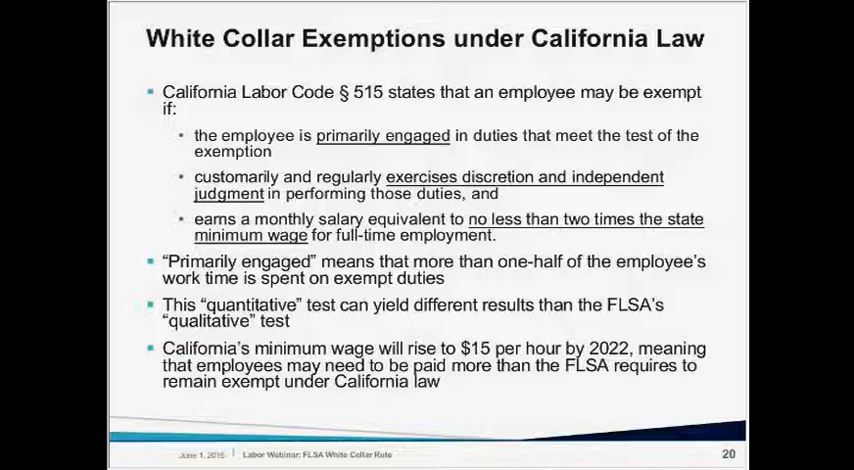 White Collar Exemptions under California Law
California Labor Code § 515 states that an employee may be exempt
if:
the employee is primarily engaged in duties that meet the test of the
exemption
customarily and regularly exercises discretion and independent
judgment in performing those duties, and
earns a monthly salary equivalent to no less than two times the state
minimum wage for full-time employment.
“Primarily engaged” means that more than one-half of the employee’s
work time is spent on exempt duties
This “quantitative” test can yield different results than the FLSA’s
“qualitative” test
California’s minimum wage will rise to $15 per hour by 2022, meaning
that employees may need to be paid more than the FLSA requires to
remain exempt under California law
June 1, 2016 | Labor Webinar: FLSA White Collar Rule 20